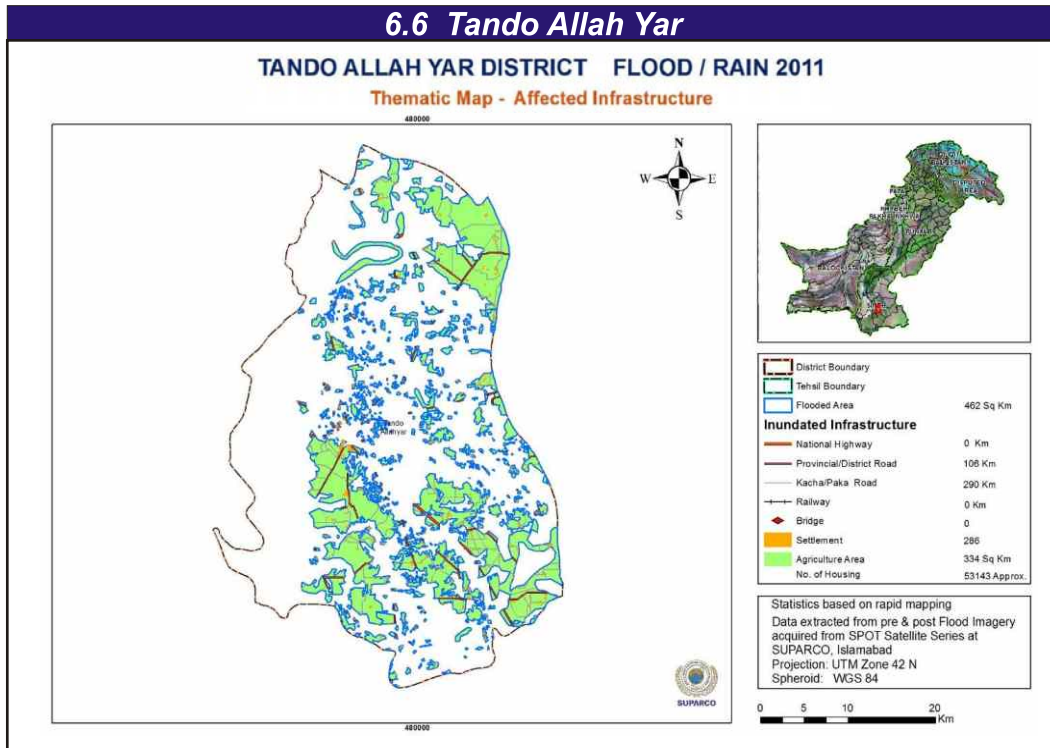 6.6 Tando Allah Yar
TANDO ALLAH YAR DISTRICT FLOOD / RAIN 2011
Thematic Map - Affected Infrastructure
480000
N
W E
S
Tando
Allahyar
BALOCHISTAN
District Boundary
Tehsil Boundary
Flooded Area 462 Sq Km
Inundated Infrastructure
National Highway 0 Km
Provincial/District Road 106 Km
Kacha/Paka Road 290 Km
Railway 0 Km
Bridge 0
Settlement 286
Agriculture Area 334 Sq Km
No. of Housing 53143 Approx.
Statistics based on rapid mapping
Data extracted from pre & post Flood Imagery
acquired from SPOT Satellite Series at
SUPARCO, Islamabad
Projection: UTM Zone 42 N
Spheroid: WGS 84
SUPARCO
0 5 10 20
Km
480000